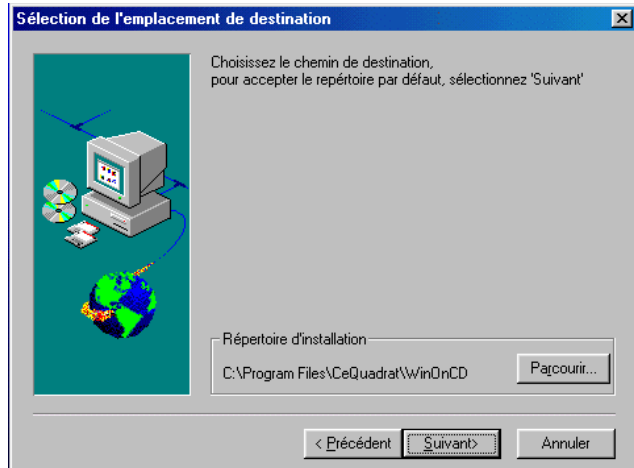 Sélection de l'emplacement de destination
Choisissez le chemin de destination,
pour accepter le repértoire par défaut, sélectionnez 'Suivant'
Répertoire d'installation
C:\Program Files\CeQuadrat\WinOnCD
Parcourir...
< Précédent
Suivant>
Annuler